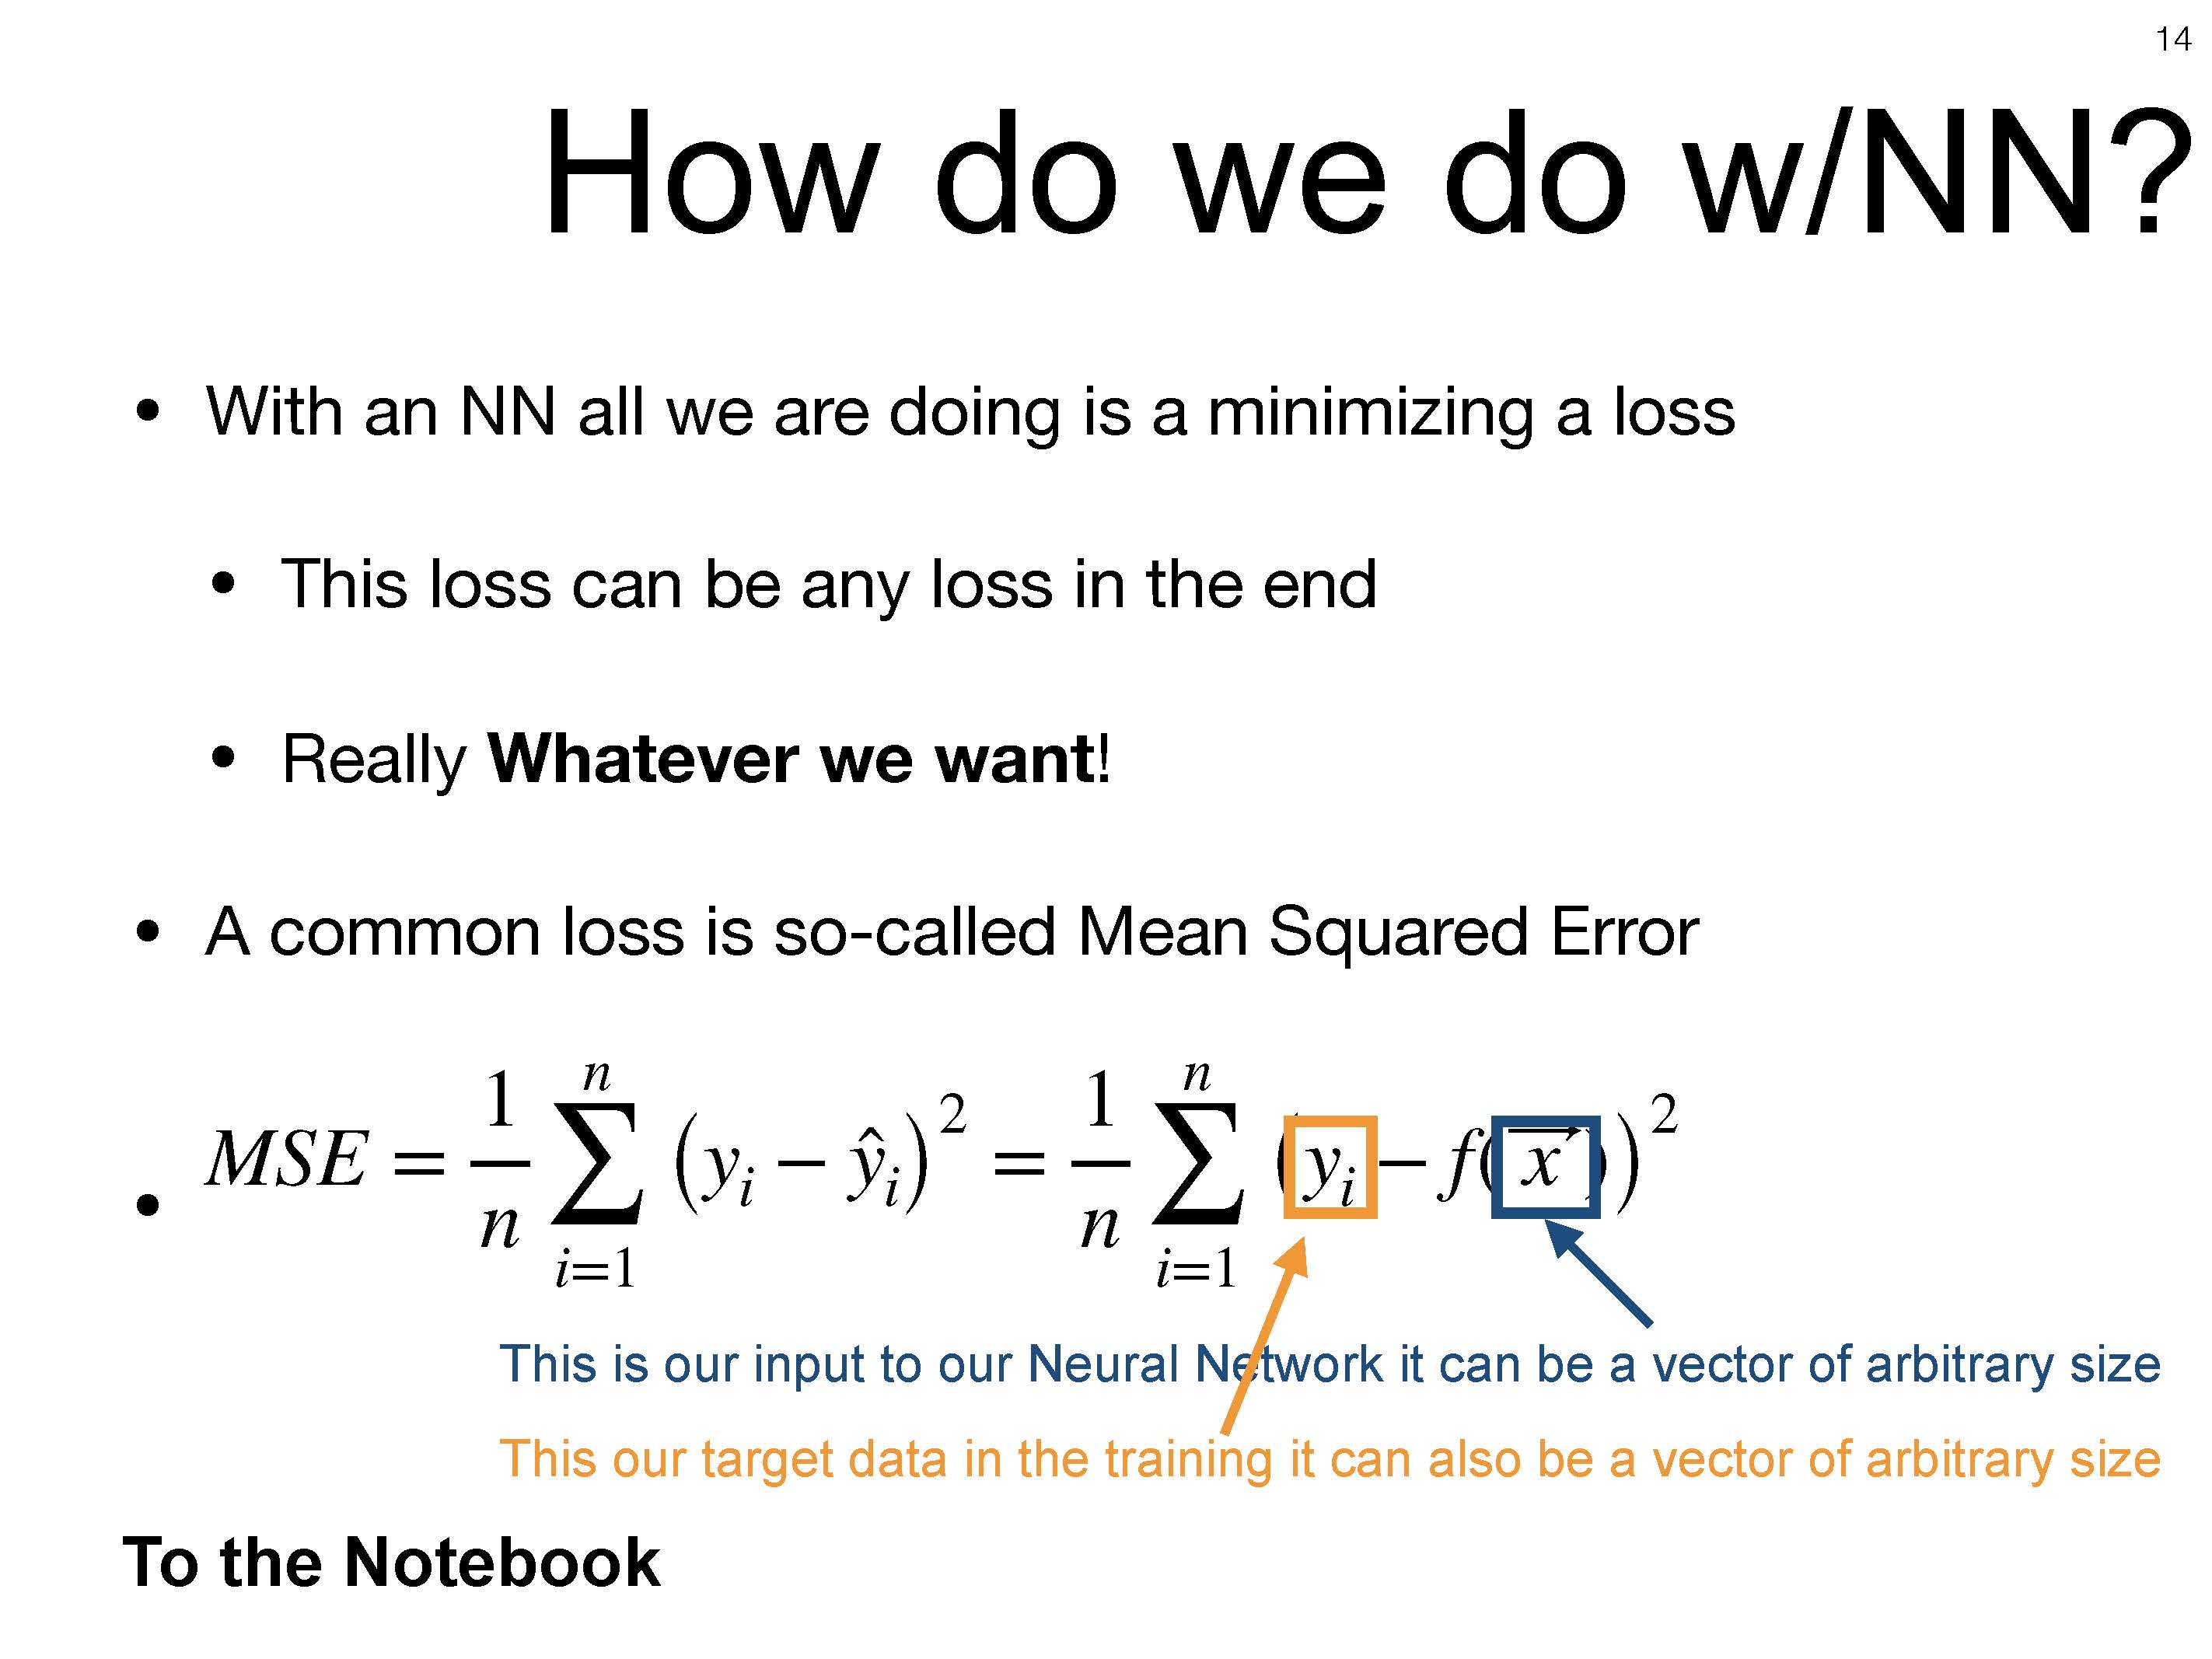 14
How do we do w/NN?
• With an NN all we are doing is a minimizing a loss
• This loss can be any loss in the end
• Really Whatever we want!
• A common loss is so-called Mean Squared Error
• $MSE = \frac{1}{n} \sum_{i=1}^{n} \left( y_i - \hat{y}_i \right)^2 = \frac{1}{n} \sum_{i=1}^{n} \left( y_i - f(\vec{x}) \right)^2$
This is our input to our Neural Network it can be a vector of arbitrary size
This our target data in the training it can also be a vector of arbitrary size
To the Notebook